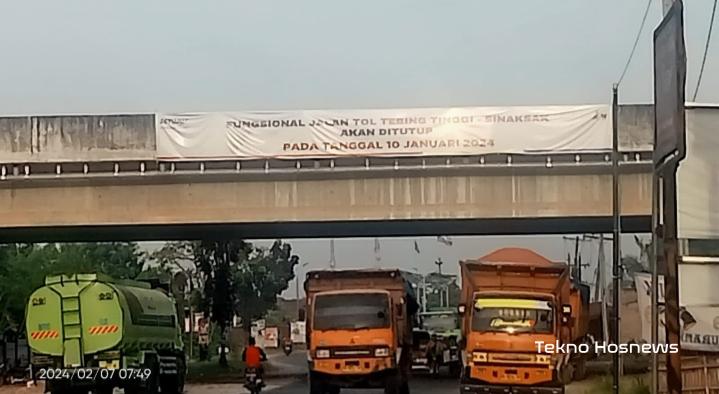 FUNGSIONAL JALAN TOL TEBING TINGGI - SINAKSAK
AKAN DITUTUP
PADA TANGGAL 10 JANUARI 2024
Tekno Hosnews
2024/02/07 07:49